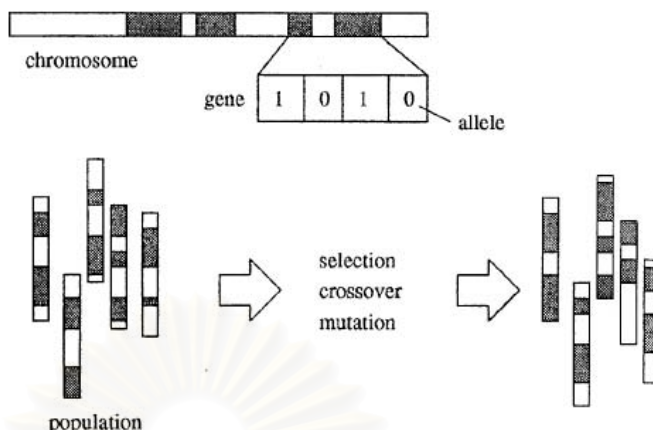 chromosome
gene 1 0 1 0
allele
selection
crossover
mutation
population